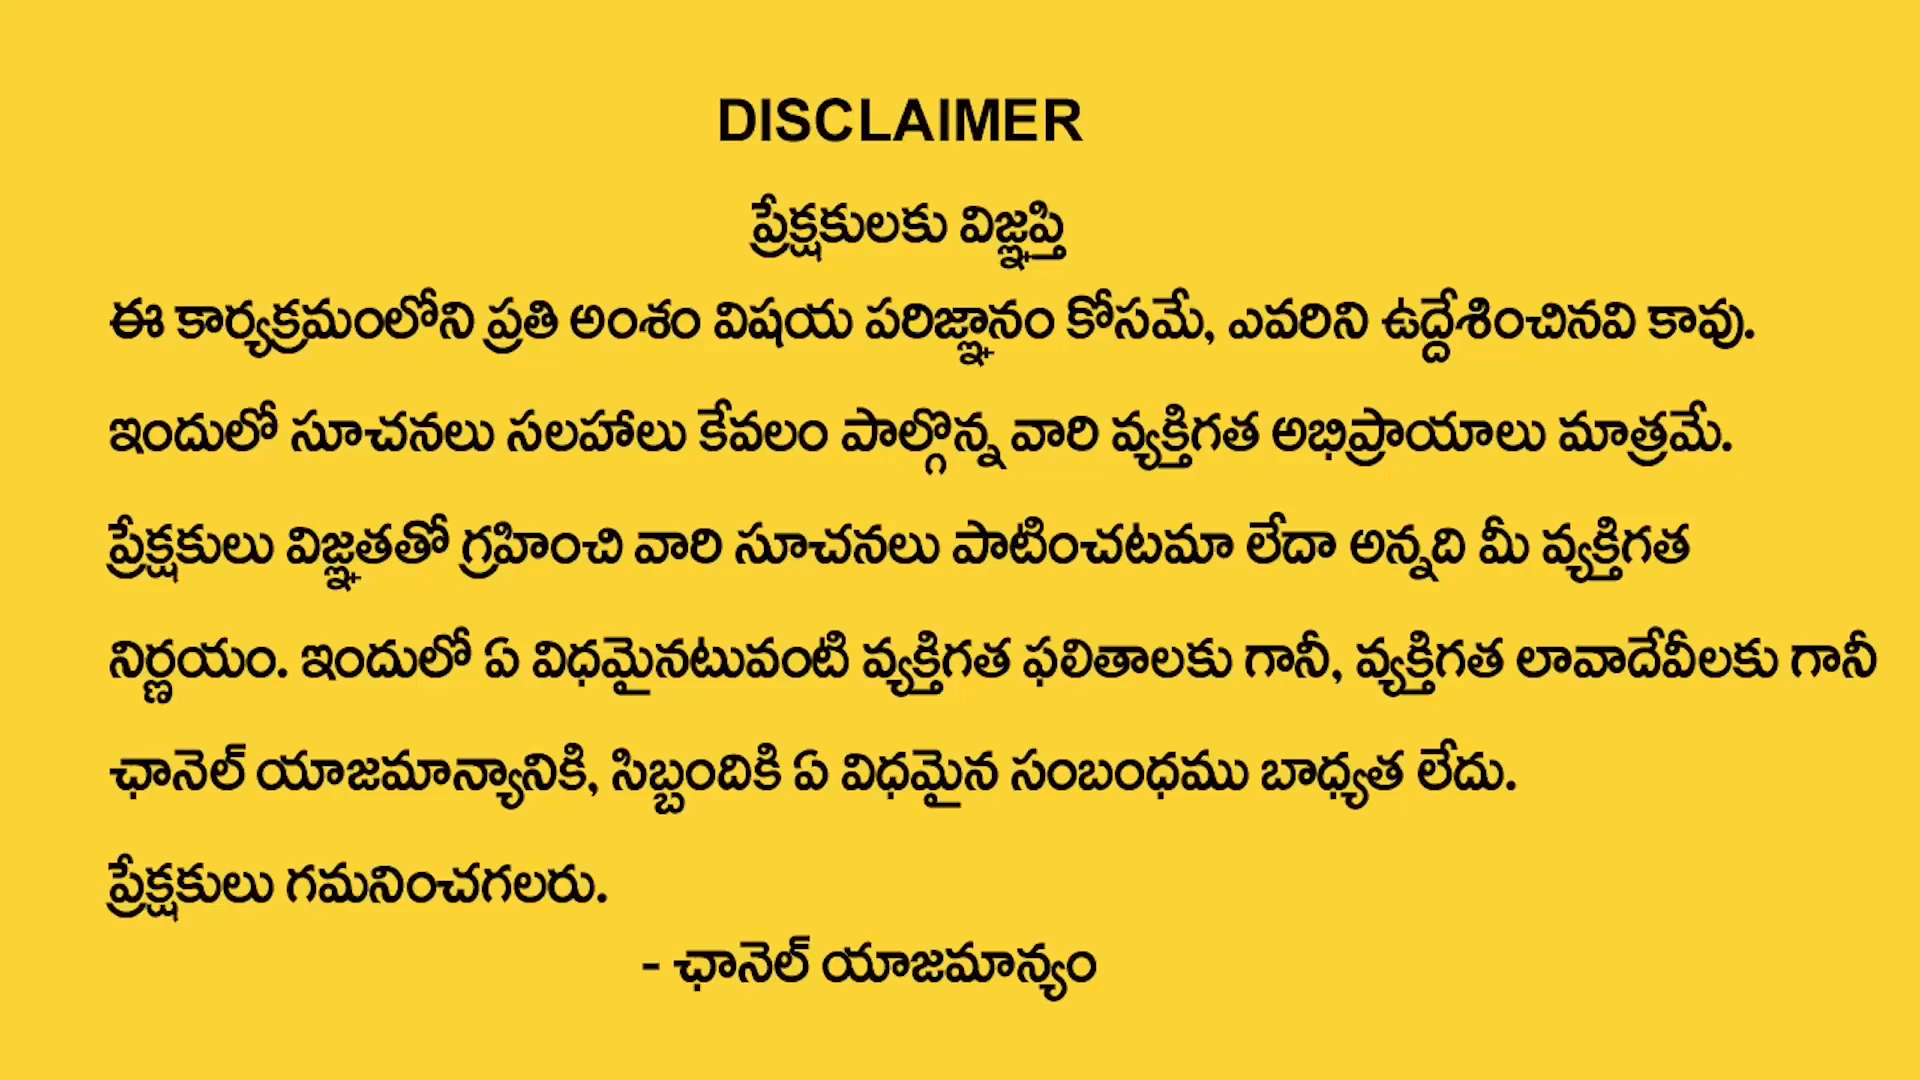 DISCLAIMER
ప్రేక్షకులకు విజ్ఞప్తి
ఈ కార్యక్రమంలోని ప్రతి అంశం విషయ పరిజ్ఞానం కోసమే, ఎవరిని ఉద్దేశించినవి కావు.
ఇందులో సూచనలు సలహాలు కేవలం పాల్గొన్న వారి వ్యక్తిగత అభిప్రాయాలు మాత్రమే.
ప్రేక్షకులు విజ్ఞతతో గ్రహించి వారి సూచనలు పాటించటమా లేదా అన్నది మీ వ్యక్తిగత
నిర్ణయం. ఇందులో ఏ విధమైనటువంటి వ్యక్తిగత ఫలితాలకు గానీ, వ్యక్తిగత లావాదేవీలకు గానీ
ఛానెల్ యాజమాన్యానికి, సిబ్బందికి ఏ విధమైన సంబంధము బాధ్యత లేదు.
ప్రేక్షకులు గమనించగలరు.
- ఛానెల్ యాజమాన్యం